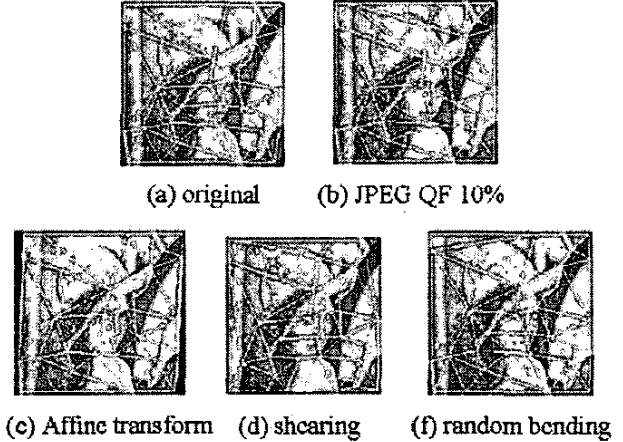 (a) original (b) JPEG QF 10%
(c) Affine transform (d) shearing (f) random bending